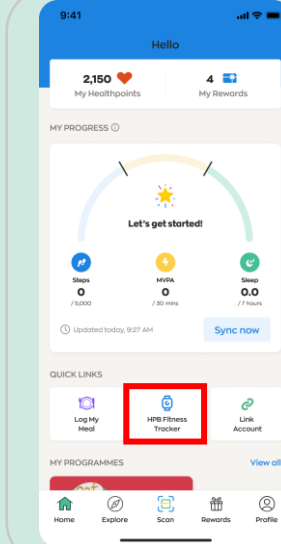 9:41
Hello
2,150
4
My Healthpoints
My Rewards
MY PROGRESS
Let's get started!
Steps
MVPA
Sleep
0
0
0.0
/5,000
/30 mins
/7 hours
Updated today, 9:27 AM
Sync now
QUICK LINKS
Log My
Meal
HPB Fitness
Tracker
Link
Account
MY PROGRAMMES
View all
Home
Explore
Scan
Rewards
Profile